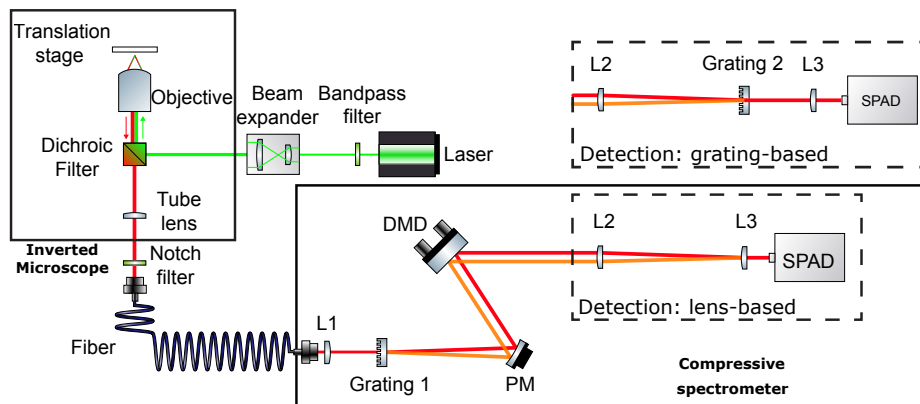 Translation
stage
Objective
Dichroic
Filter
Beam
expander
Bandpass
filter
Laser
Tube
lens
Inverted
Microscope
Notch
filter
Fiber
L1
Grating 1
PM
DMD
L2
Grating 2
L3
SPAD
Detection: grating-based
L2
L3
SPAD
Detection: lens-based
Compressive
spectrometer